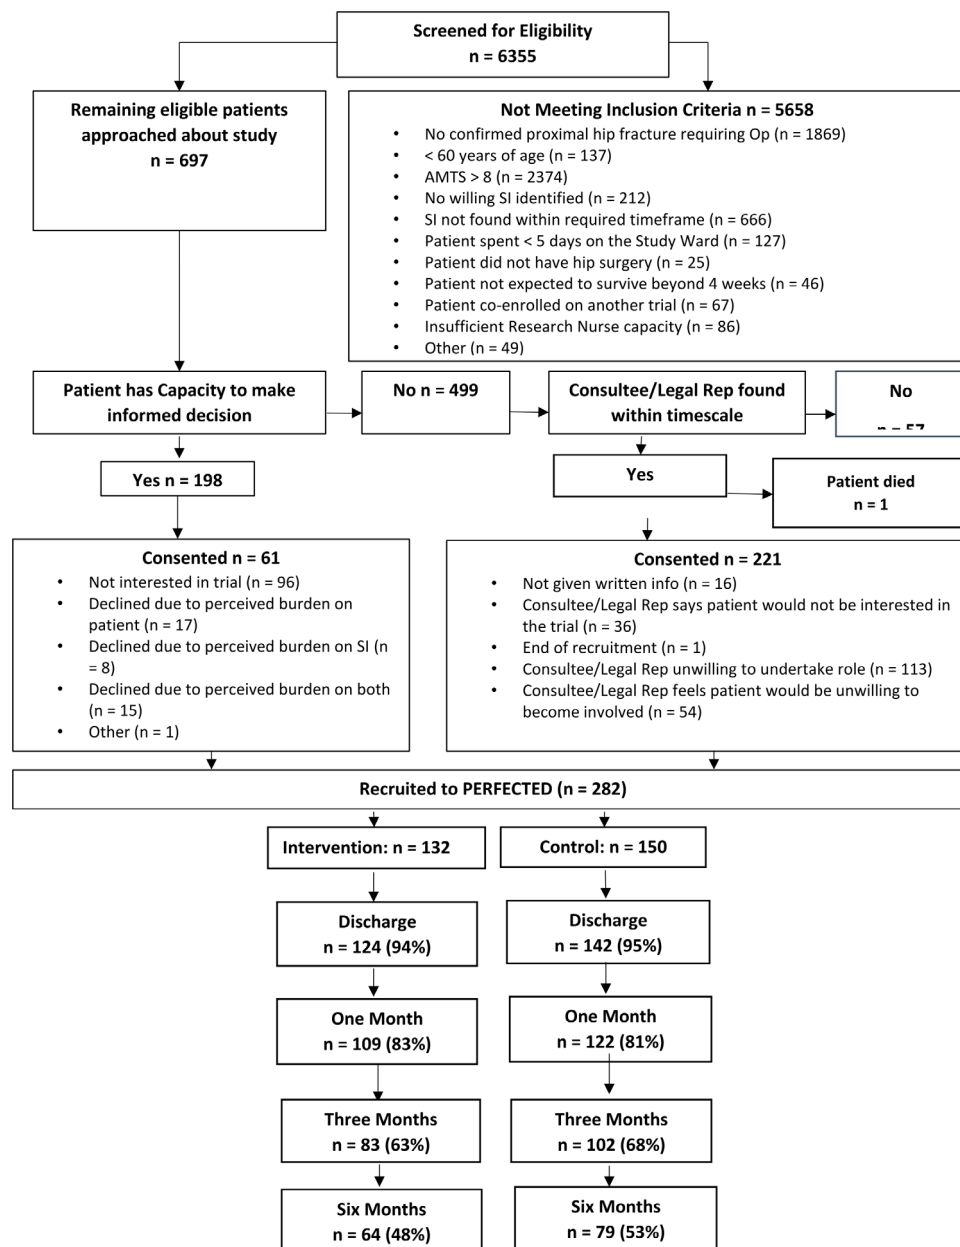 Screened for Eligibility
n = 6355
Remaining eligible patients
approached about study
n = 697
Not Meeting Inclusion Criteria n = 5658
• No confirmed proximal hip fracture requiring Op (n = 1869)
• < 60 years of age (n = 137)
• AMTS > 8 (n = 2374)
• No willing SI identified (n = 212)
• SI not found within required timeframe (n = 666)
• Patient spent < 5 days on the Study Ward (n = 127)
• Patient did not have hip surgery (n = 25)
• Patient not expected to survive beyond 4 weeks (n = 46)
• Patient co-enrolled on another trial (n = 67)
• Insufficient Research Nurse capacity (n = 86)
• Other (n = 49)
Patient has Capacity to make
informed decision
No n = 499
Consultee/Legal Rep found
within timescale
No
n = 57
Yes n = 198
Yes
Patient died
n = 1
Consented n = 61
• Not interested in trial (n = 96)
• Declined due to perceived burden on
patient (n = 17)
• Declined due to perceived burden on SI (n
= 8)
• Declined due to perceived burden on both
(n = 15)
• Other (n = 1)
Consented n = 221
• Not given written info (n = 16)
• Consultee/Legal Rep says patient would not be interested in
the trial (n = 36)
• End of recruitment (n = 1)
• Consultee/Legal Rep unwilling to undertake role (n = 113)
• Consultee/Legal Rep feels patient would be unwilling to
become involved (n = 54)
Recruited to PERFECTED (n = 282)
Intervention: n = 132
Control: n = 150
Discharge
n = 124 (94%)
Discharge
n = 142 (95%)
One Month
n = 109 (83%)
One Month
n = 122 (81%)
Three Months
n = 83 (63%)
Three Months
n = 102 (68%)
Six Months
n = 64 (48%)
Six Months
n = 79 (53%)